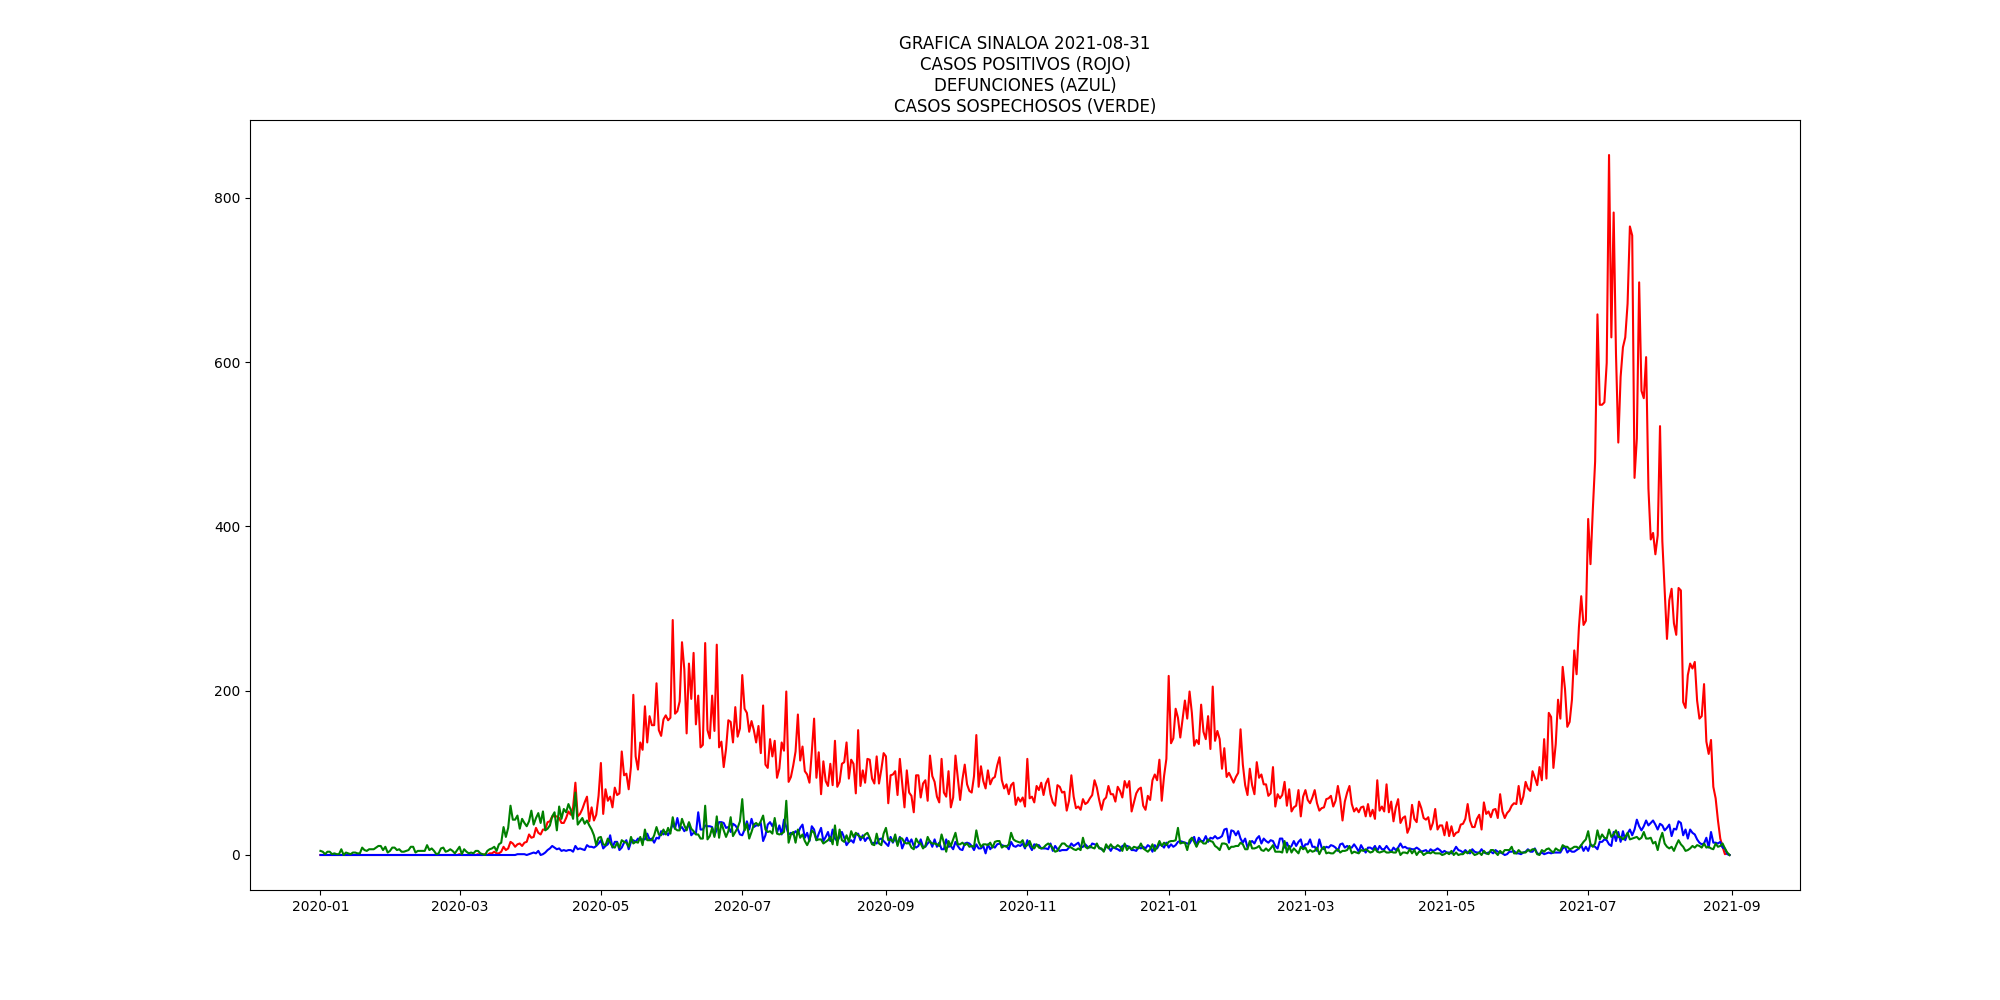 GRAFICA SINALOA 2021-08-31
CASOS POSITIVOS (ROJO)
DEFUNCIONES (AZUL)
CASOS SOSPECHOSOS (VERDE)
800
600
400
200
0
2020-01 2020-03 2020-05 2020-07 2020-09 2020-11 2021-01 2021-03 2021-05 2021-07 2021-09